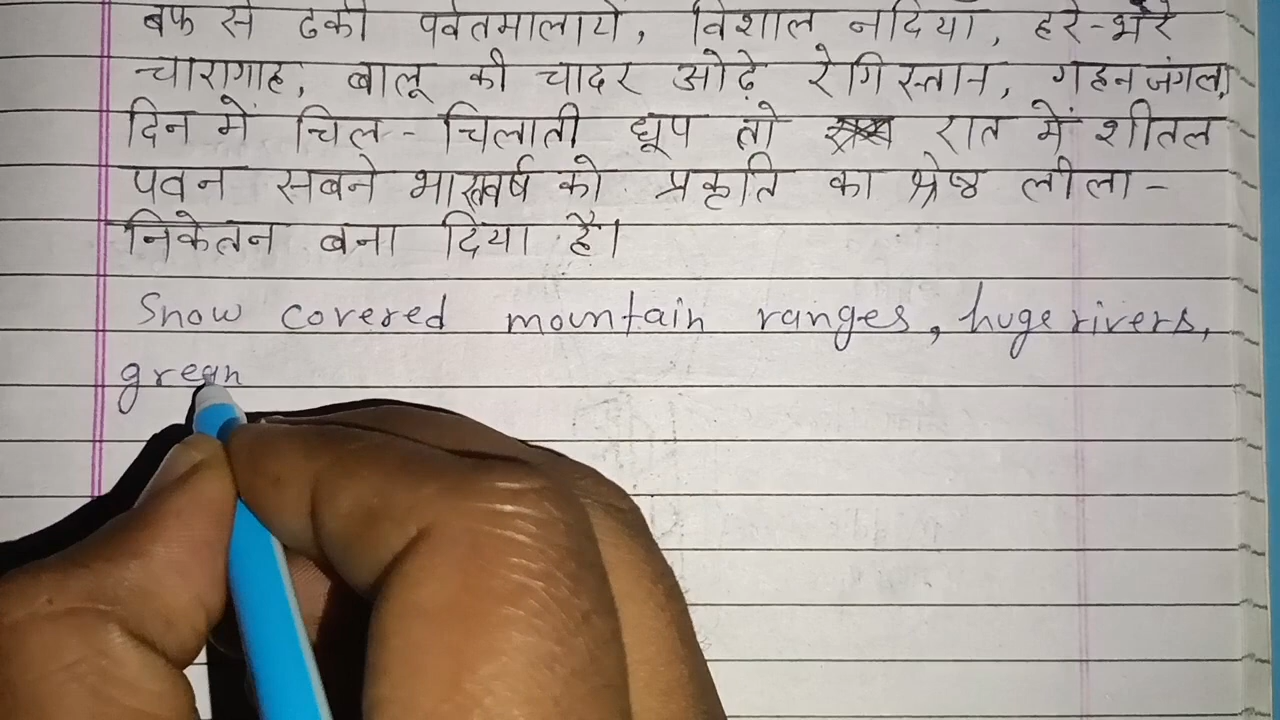 बर्फ से ढकी पर्वतमालायें, विशाल नदियाँ, हरे-भरे
चारागाह, बालू की चादर ओढ़े रेगिस्तान, गहन जंगल,
दिन में चिल-चिलाती धूप तो रात में शीतल
पवन सबने भारतवर्ष को प्रकृति का श्रेष्ठ लीला-
निकेतन बना दिया है।
Snow covered mountain ranges, huge rivers,
green